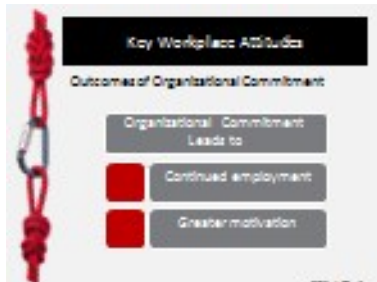 Key Workplace Attitudes
Outcomes of Organizational Commitment
Organizational Commitment
Leads to
Continued employment
Greater motivation